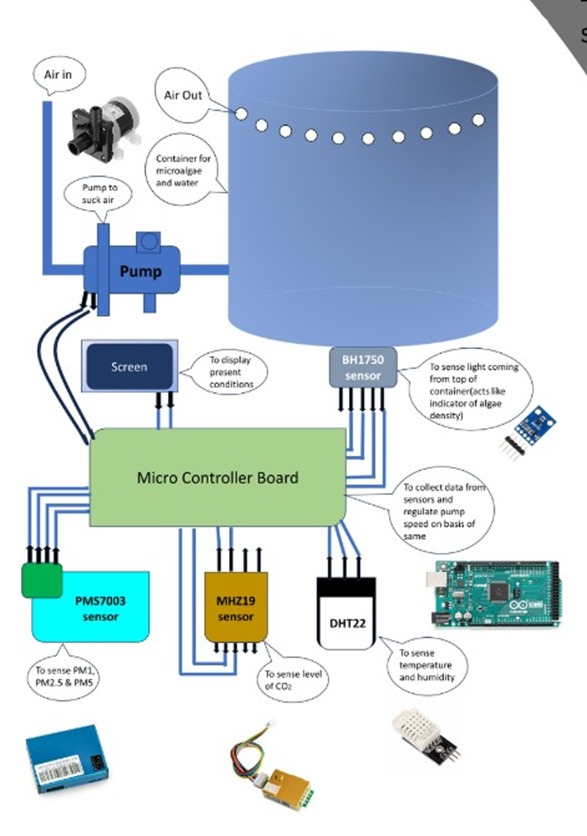 Air in
Air Out
Container for
microalgae
and water
Pump to
suck air
Pump
Screen
To display
present
conditions
BH1750
sensor
To sense light coming
from top of
container(acts like
indicator of algae
density)
Micro Controller Board
To collect data from
sensors and
regulate pump
speed on basis of
same
PMS7003
sensor
MHZ19
sensor
DHT22
To sense PM1,
PM2.5 & PM5
To sense level
of CO2
To sense
temperature
and humidity